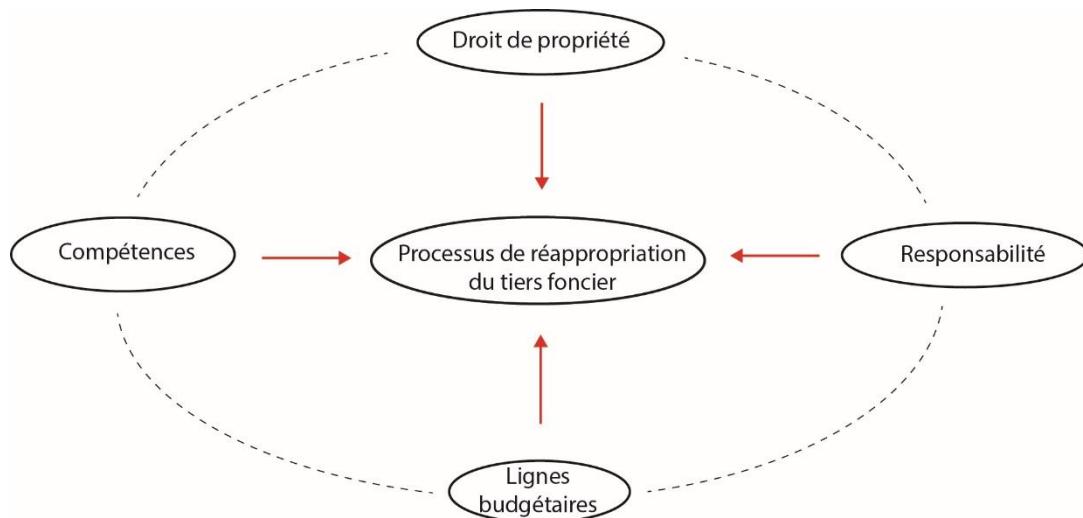 Droit de propriété
Compétences
Processus de réappropriation
du tiers foncier
Responsabilité
Lignes
budgétaires